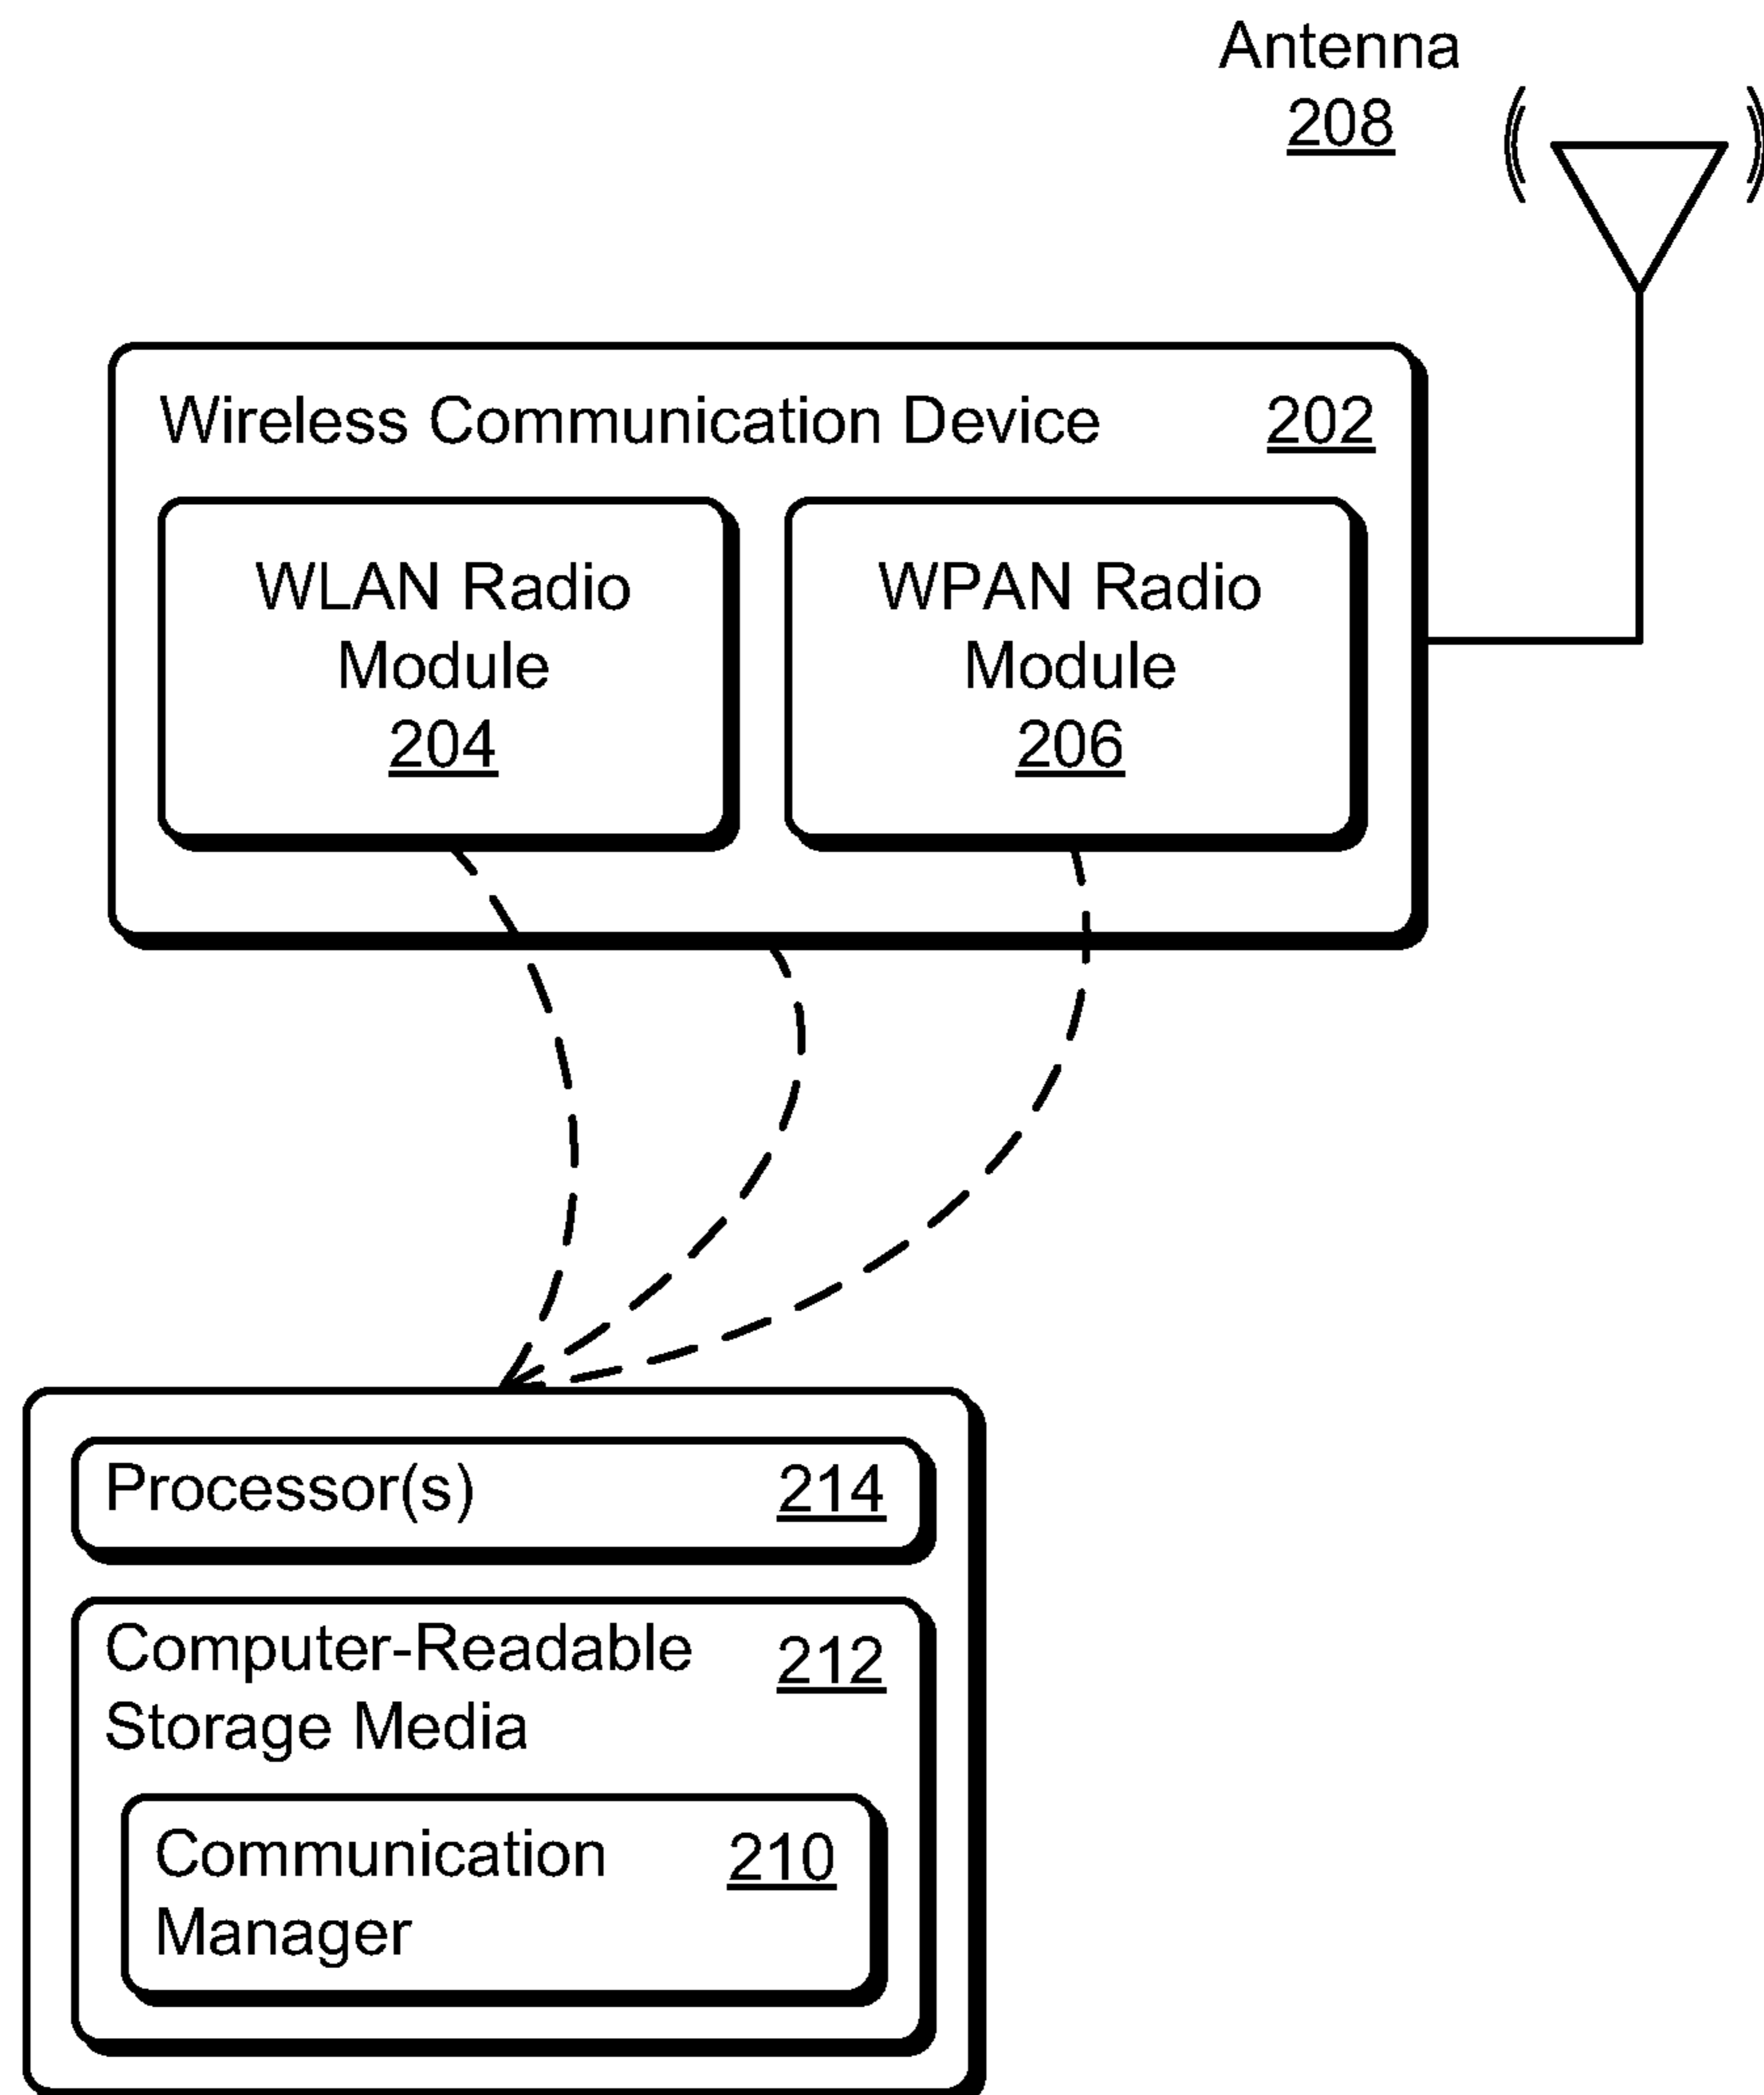 Antenna
208
Wireless Communication Device 202
WLAN Radio
Module
204
WPAN Radio
Module
206
Processor(s) 214
Computer-Readable 212
Storage Media
Communication 210
Manager